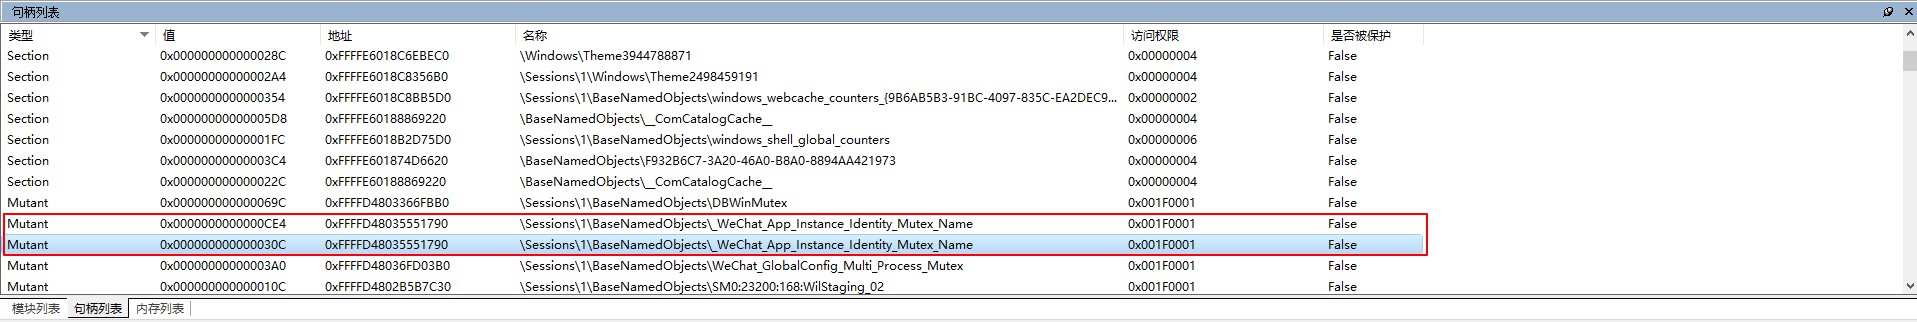 句柄列表
类型 值 地址 名称 访问权限 是否被保护
Section 0x000000000000028C 0xFFFFE6018C6EBEC0 \Windows\Theme3944788871 0x00000004 False
Section 0x00000000000002A4 0xFFFFE6018C8356B0 \Sessions\1\Windows\Theme2498459191 0x00000004 False
Section 0x0000000000000354 0xFFFFE6018C8BB5D0 \Sessions\1\BaseNamedObjects\windows_webcache_counters_{9B6AB5B3-91BC-4097-835C-EA2DEC9... 0x00000002 False
Section 0x00000000000005D8 0xFFFFE60188869220 \BaseNamedObjects\__ComCatalogCache__ 0x00000004 False
Section 0x00000000000001FC 0xFFFFE6018B2D75D0 \Sessions\1\BaseNamedObjects\windows_shell_global_counters 0x00000006 False
Section 0x00000000000003C4 0xFFFFE601874D6620 \BaseNamedObjects\F932B6C7-3A20-46A0-B8A0-8894AA421973 0x00000004 False
Section 0x000000000000022C 0xFFFFE60188869220 \BaseNamedObjects\__ComCatalogCache__ 0x00000004 False
Mutant 0x000000000000069C 0xFFFFD4803366FBB0 \Sessions\1\BaseNamedObjects\DBWinMutex 0x001F0001 False
Mutant 0x0000000000000CE4 0xFFFFD48035551790 \Sessions\1\BaseNamedObjects\_WeChat_App_Instance_Identity_Mutex_Name 0x001F0001 False
Mutant 0x000000000000030C 0xFFFFD48035551790 \Sessions\1\BaseNamedObjects\_WeChat_App_Instance_Identity_Mutex_Name 0x001F0001 False
Mutant 0x00000000000003A0 0xFFFFD48036FD03B0 \Sessions\1\BaseNamedObjects\WeChat_GlobalConfig_Multi_Process_Mutex 0x001F0001 False
Mutant 0x000000000000010C 0xFFFFD4802B5B7C30 \Sessions\1\BaseNamedObjects\SM0:23200:168:WilStaging_02 0x001F0001 False
模块列表 句柄列表 内存列表